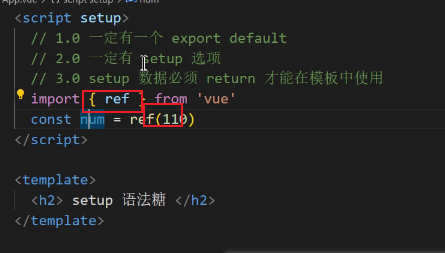 App.vue > script setup > num
<script setup>
// 1.0 一定有一个 export default
// 2.0 一定有 setup 选项
// 3.0 setup 数据必须 return 才能在模板中使用
import { ref } from 'vue'
const num = ref(110)
</script>
<template>
<h2> setup 语法糖 </h2>
</template>